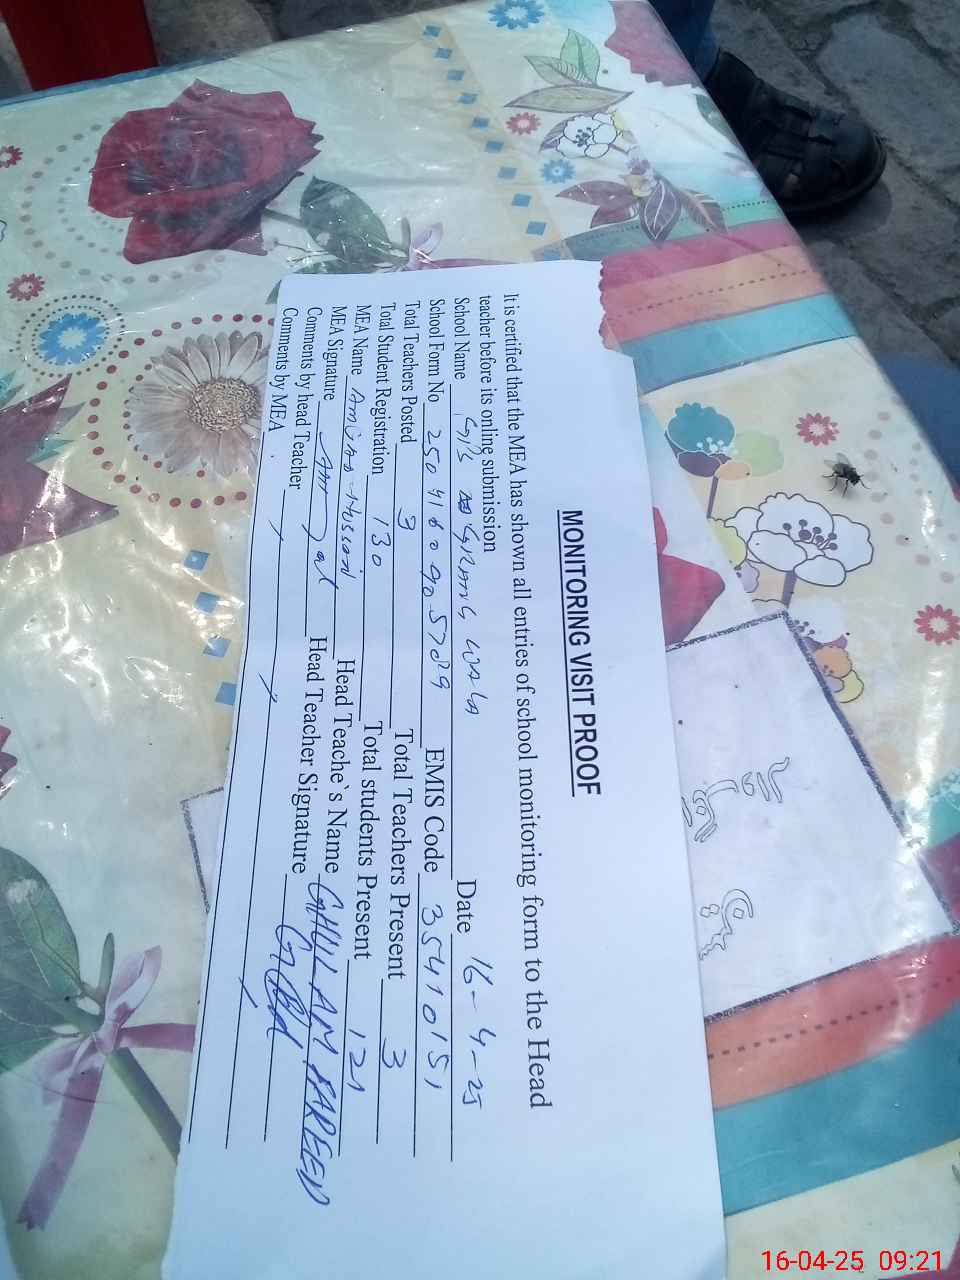 MONITORING VISIT PROOF
It is certified that the MEA has shown all entries of school monitoring form to the Head
teacher before its online submission
School Name Date 16-4-25
School Form No EMIS Code 35410151
Total Teachers Posted 3 Total Teachers Present 3
Total Student Registration 130 Total students Present 121
MEA Name Hussain Head Teache`s Name GHULAM FAREED
MEA Signature Head Teacher Signature
Comments by head Teacher
Comments by MEA
16-04-25 09:21